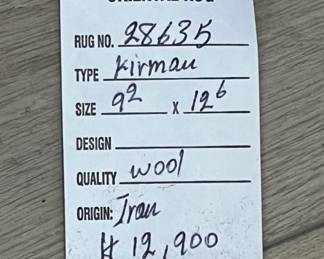 RUG NO. 28635
TYPE Kirman
SIZE 9² X 12⁶
DESIGN
QUALITY wool
ORIGIN: Iran
# 12,900